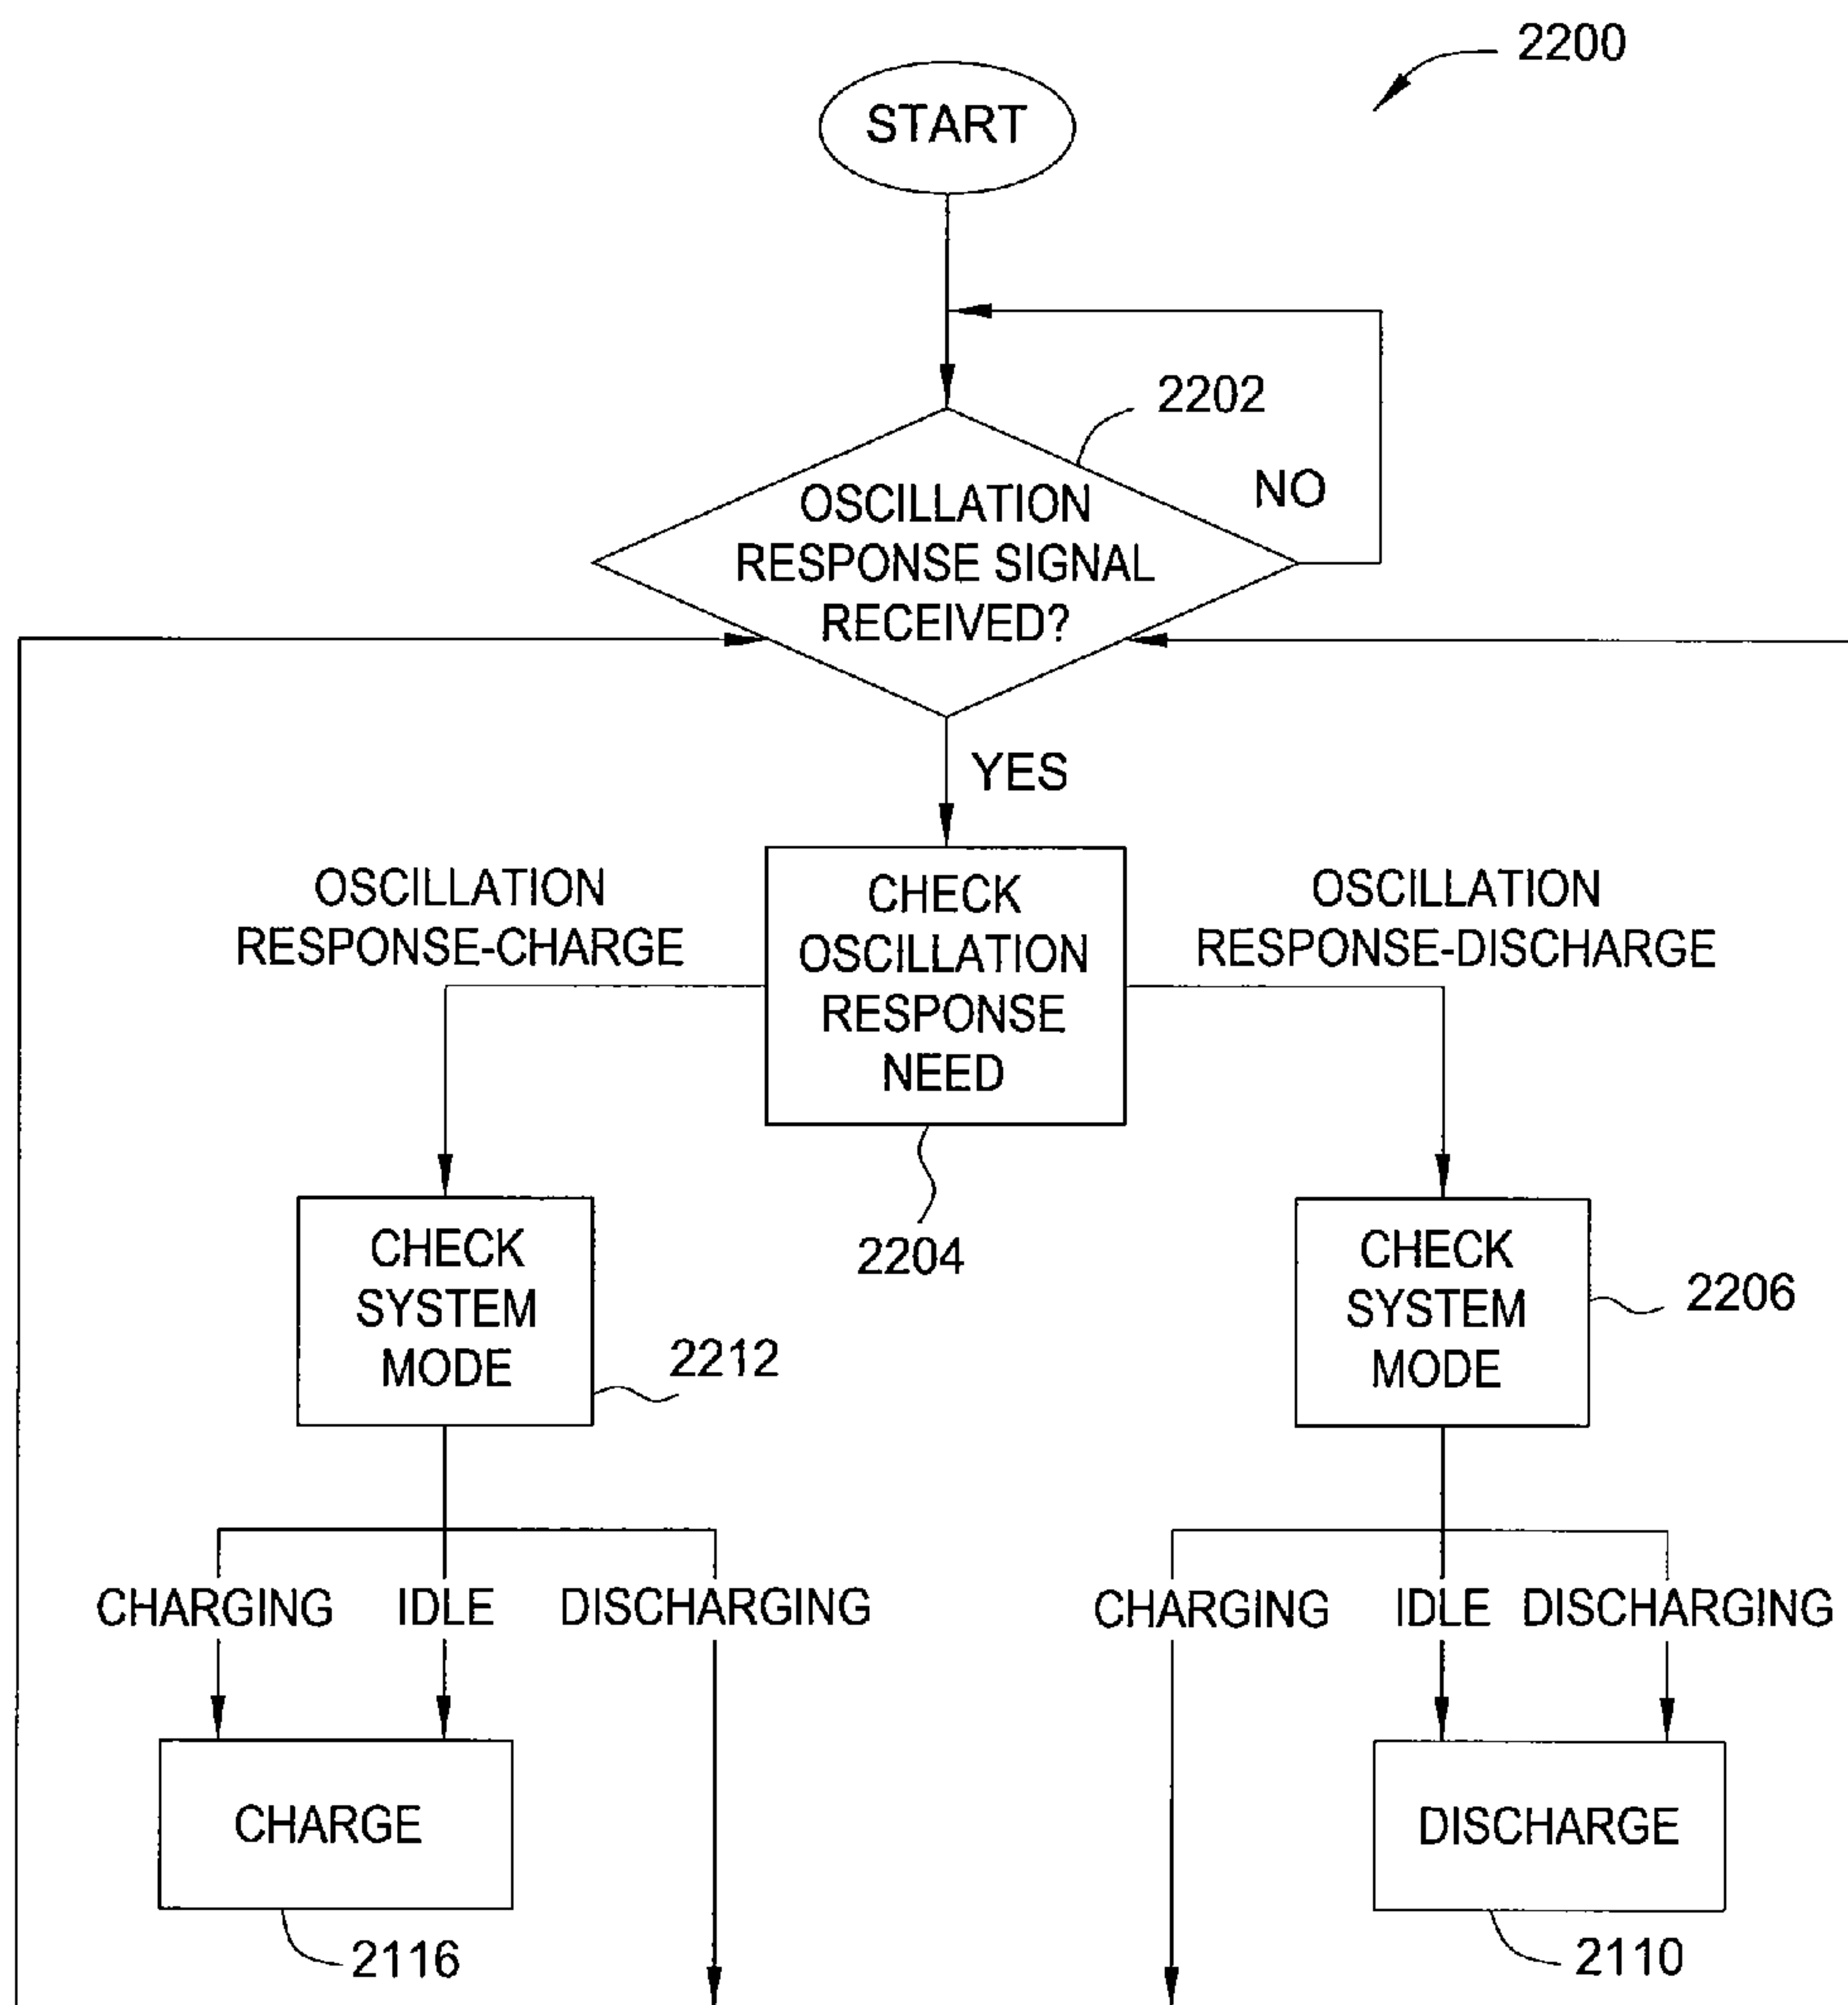 2200
START
2202
NO
OSCILLATION
RESPONSE SIGNAL
RECEIVED?
YES
OSCILLATION
RESPONSE-CHARGE
CHECK
OSCILLATION
RESPONSE
NEED
OSCILLATION
RESPONSE-DISCHARGE
2204
CHECK
SYSTEM
MODE
2212
CHECK
SYSTEM
MODE
2206
CHARGING
IDLE
DISCHARGING
CHARGING
IDLE
DISCHARGING
CHARGE
DISCHARGE
2116
2110